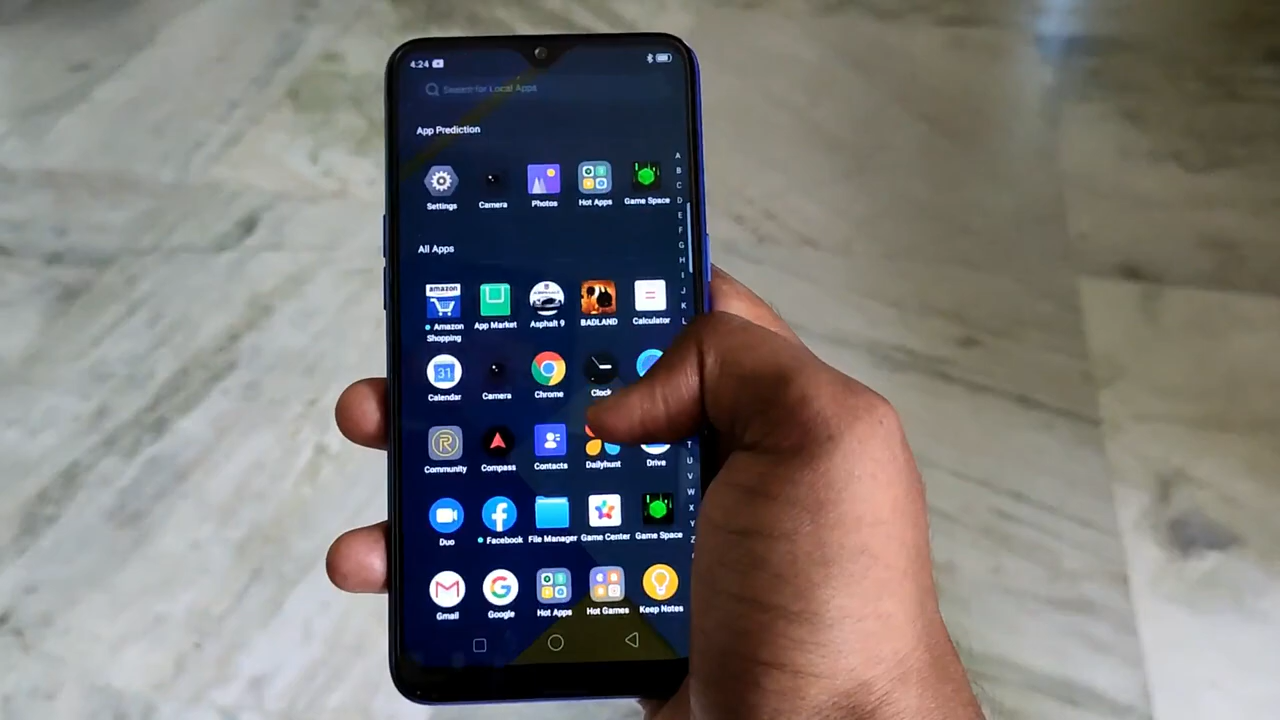 4:24
Search for Local Apps
App Prediction
Settings
Camera
Photos
Hot Apps
Game Space
All Apps
amazon
Amazon Shopping
App Market
Asphalt 9
BADLAND
Calculator
31
Calendar
Camera
Chrome
Clock
Community
Compass
Contacts
Dailyhunt
Drive
Duo
Facebook
File Manager
Game Center
Game Space
Gmail
Google
Hot Apps
Hot Games
Keep Notes
A
B
C
D
E
F
G
H
I
J
K
L
T
U
V
W
X
Y
Z